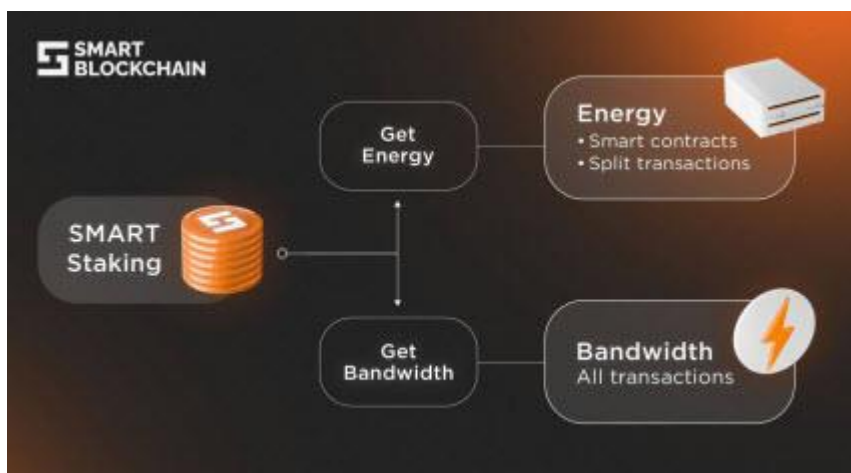 SMART
BLOCKCHAIN
Get
Energy
Energy
• Smart contracts
• Split transactions
SMART
Staking
Get
Bandwidth
Bandwidth
All transactions